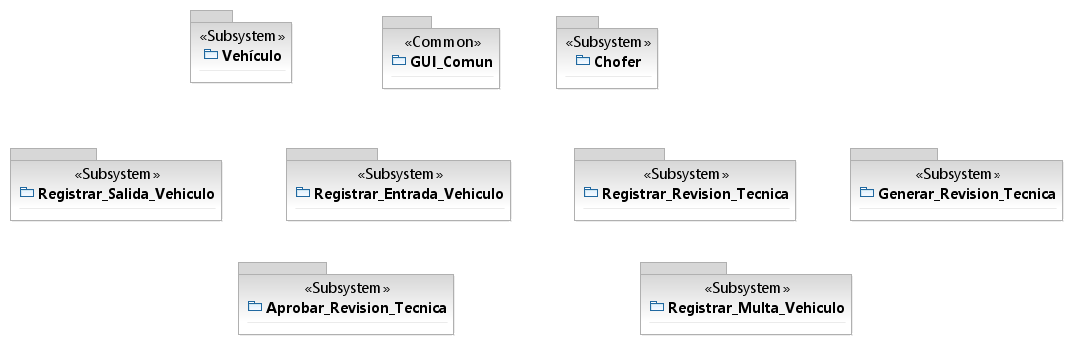 «Subsystem»
Vehículo
«Common»
GUI_Comun
«Subsystem»
Chofer
«Subsystem»
Registrar_Salida_Vehiculo
«Subsystem»
Registrar_Entrada_Vehiculo
«Subsystem»
Registrar_Revision_Tecnica
«Subsystem»
Generar_Revision_Tecnica
«Subsystem»
Aprobar_Revision_Tecnica
«Subsystem»
Registrar_Multa_Vehiculo